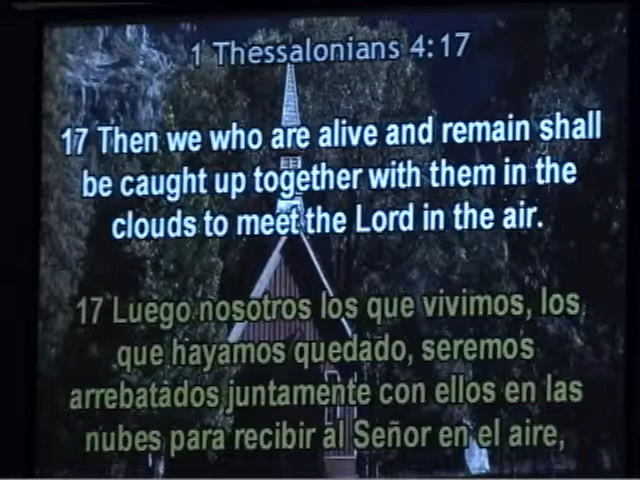 1 Thessalonians 4:17
17 Then we who are alive and remain shall
be caught up together with them in the
clouds to meet the Lord in the air.
17 Luego nosotros los que vivimos, los
que hayamos quedado, seremos
arrebatados juntamente con ellos en las
nubes para recibir al Señor en el aire,